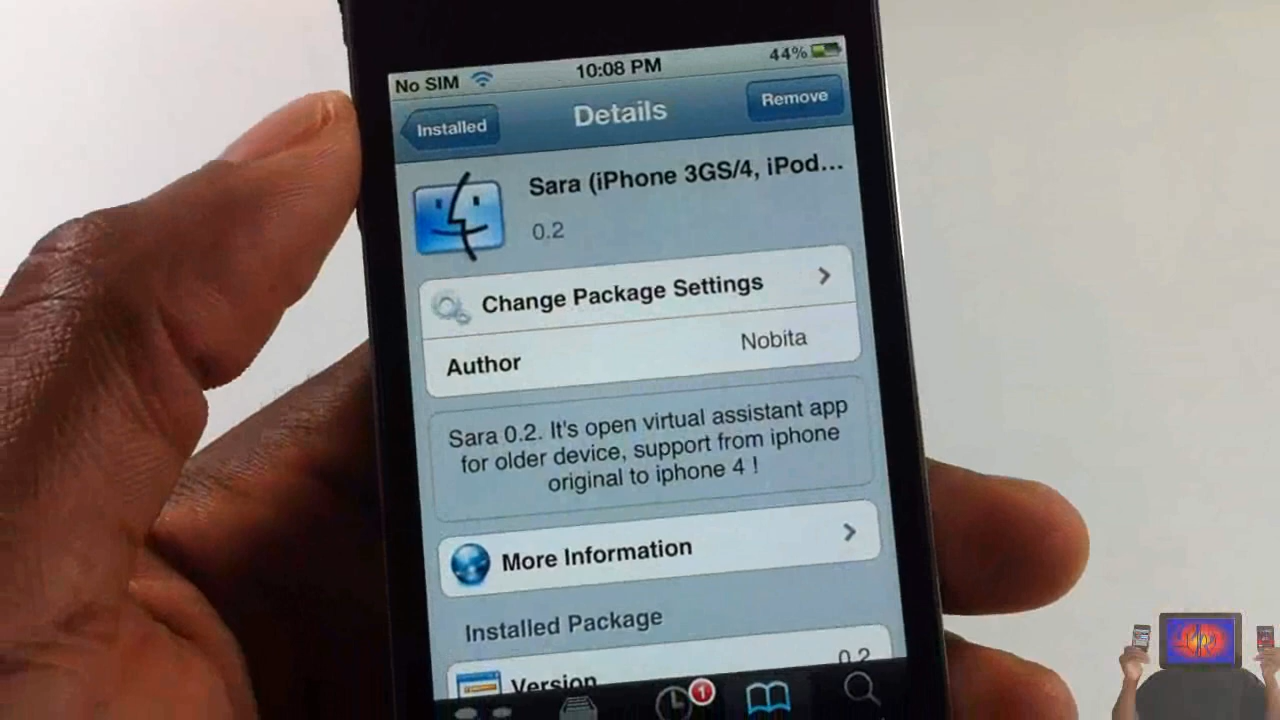 No SIM 10:08 PM 44%
Installed Details Remove
Sara (iPhone 3GS/4, iPod...
0.2
Change Package Settings
Author Nobita
Sara 0.2. It's open virtual assistant app
for older device, support from iphone
original to iphone 4 !
More Information
Installed Package
Version 0.2
1